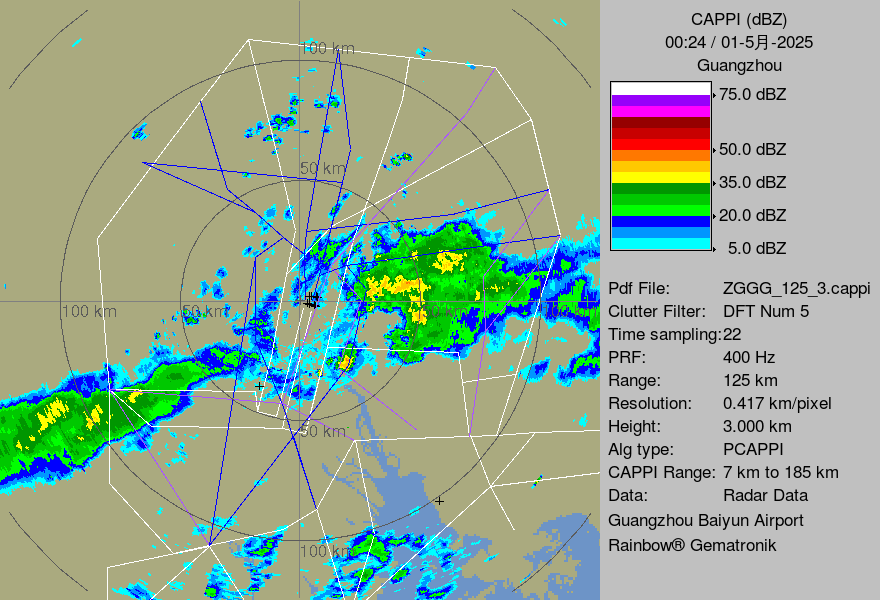 CAPPI (dBZ)
00:24 / 01-5月-2025
Guangzhou
75.0 dBZ
50.0 dBZ
35.0 dBZ
20.0 dBZ
5.0 dBZ
Pdf File: ZGGG_125_3.cappi
Clutter Filter: DFT Num 5
Time sampling:22
PRF: 400 Hz
Range: 125 km
Resolution: 0.417 km/pixel
Height: 3.000 km
Alg type: PCAPPI
CAPPI Range: 7 km to 185 km
Data: Radar Data
Guangzhou Baiyun Airport
Rainbow® Gematronik
100 km
50 km
100 km
50 km
50 km
100 km